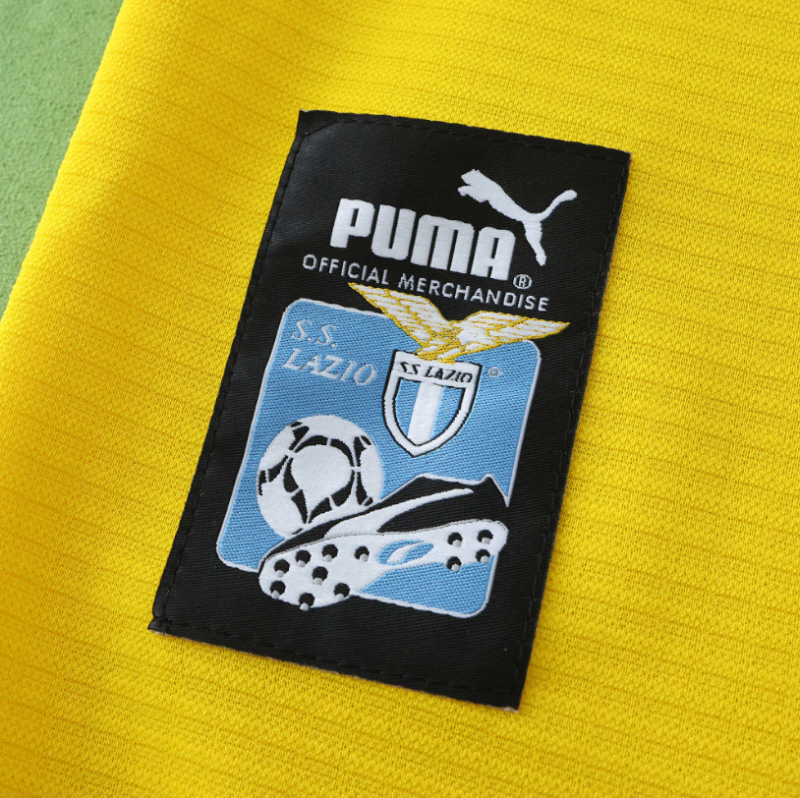 PUMA®
OFFICIAL MERCHANDISE
S.S.
LAZIO
S.S LAZIO